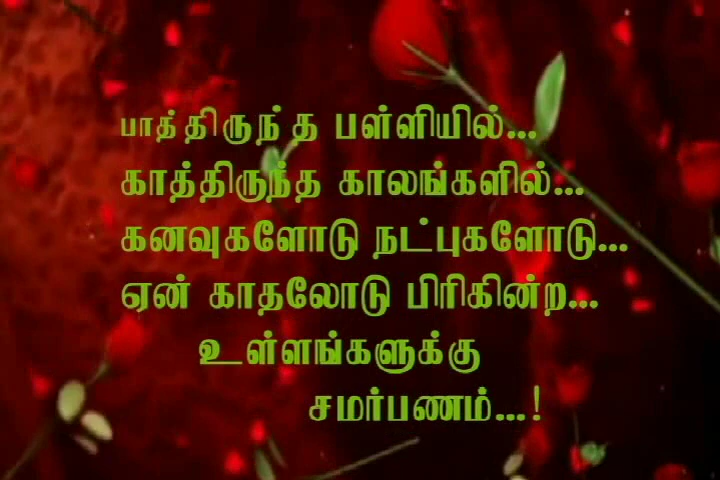 பாத்திருந்த பள்ளியில்...
காத்திருந்த காலங்களில்...
கனவுகளோடு நட்புகளோடு...
ஏன் காதலோடு பிரிகின்ற...
உள்ளங்களுக்கு
சமர்பணம்...!